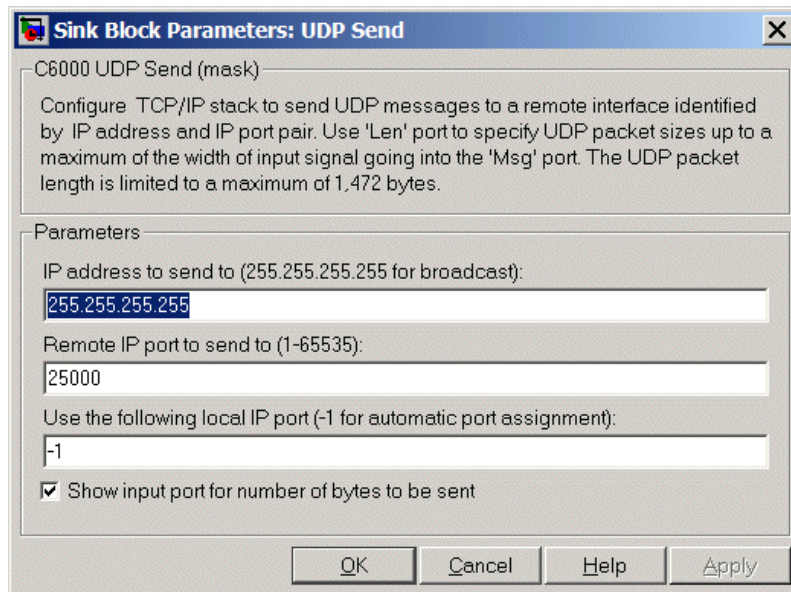 Sink Block Parameters: UDP Send
C6000 UDP Send (mask)
Configure TCP/IP stack to send UDP messages to a remote interface identified
by IP address and IP port pair. Use 'Len' port to specify UDP packet sizes up to a
maximum of the width of input signal going into the 'Msg' port. The UDP packet
length is limited to a maximum of 1,472 bytes.
Parameters
IP address to send to (255.255.255.255 for broadcast):
255.255.255.255
Remote IP port to send to (1-65535):
25000
Use the following local IP port (-1 for automatic port assignment):
-1
Show input port for number of bytes to be sent
OK Cancel Help Apply